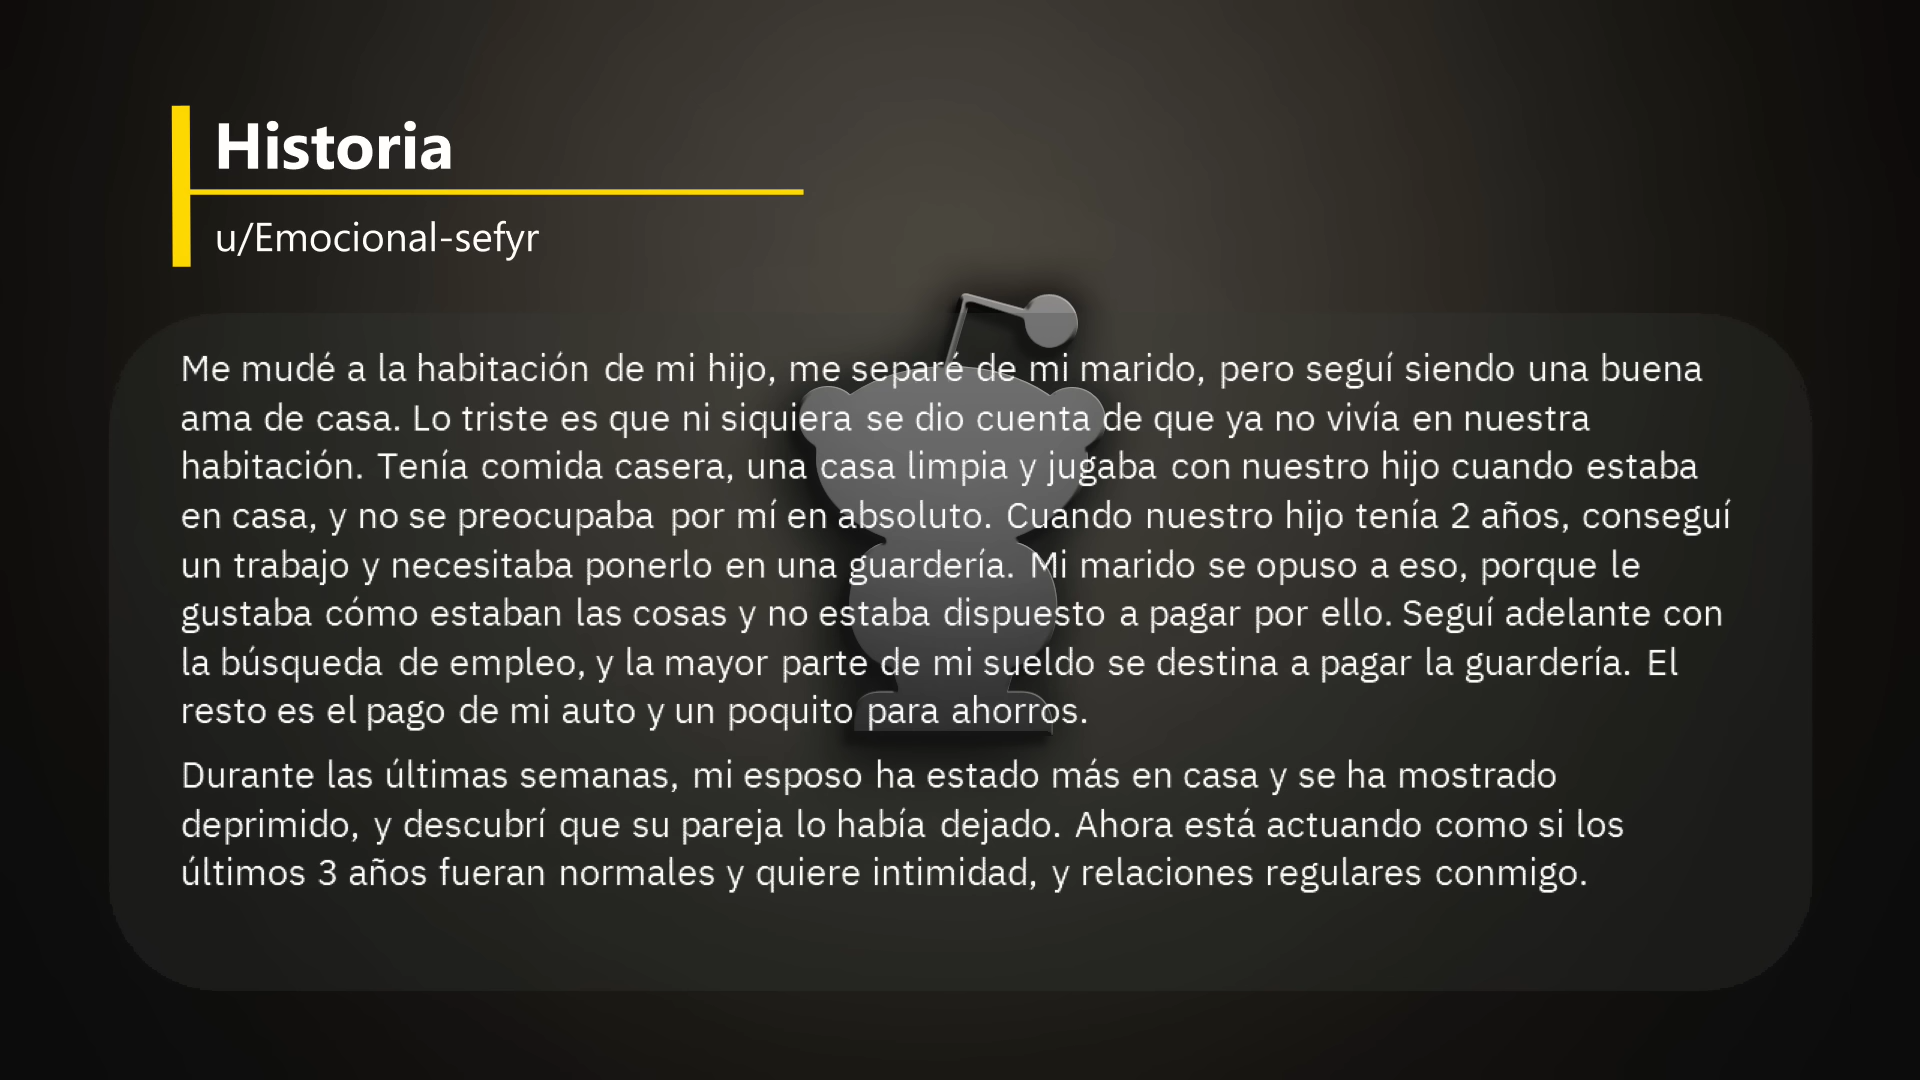 Historia
u/Emocional-sefyr
Me mudé a la habitación de mi hijo, me separé de mi marido, pero seguí siendo una buena
ama de casa. Lo triste es que ni siquiera se dio cuenta de que ya no vivía en nuestra
habitación. Tenía comida casera, una casa limpia y jugaba con nuestro hijo cuando estaba
en casa, y no se preocupaba por mí en absoluto. Cuando nuestro hijo tenía 2 años, conseguí
un trabajo y necesitaba ponerlo en una guardería. Mi marido se opuso a eso, porque le
gustaba cómo estaban las cosas y no estaba dispuesto a pagar por ello. Seguí adelante con
la búsqueda de empleo, y la mayor parte de mi sueldo se destina a pagar la guardería. El
resto es el pago de mi auto y un poquito para ahorros.
Durante las últimas semanas, mi esposo ha estado más en casa y se ha mostrado
deprimido, y descubrí que su pareja lo había dejado. Ahora está actuando como si los
últimos 3 años fueran normales y quiere intimidad, y relaciones regulares conmigo.